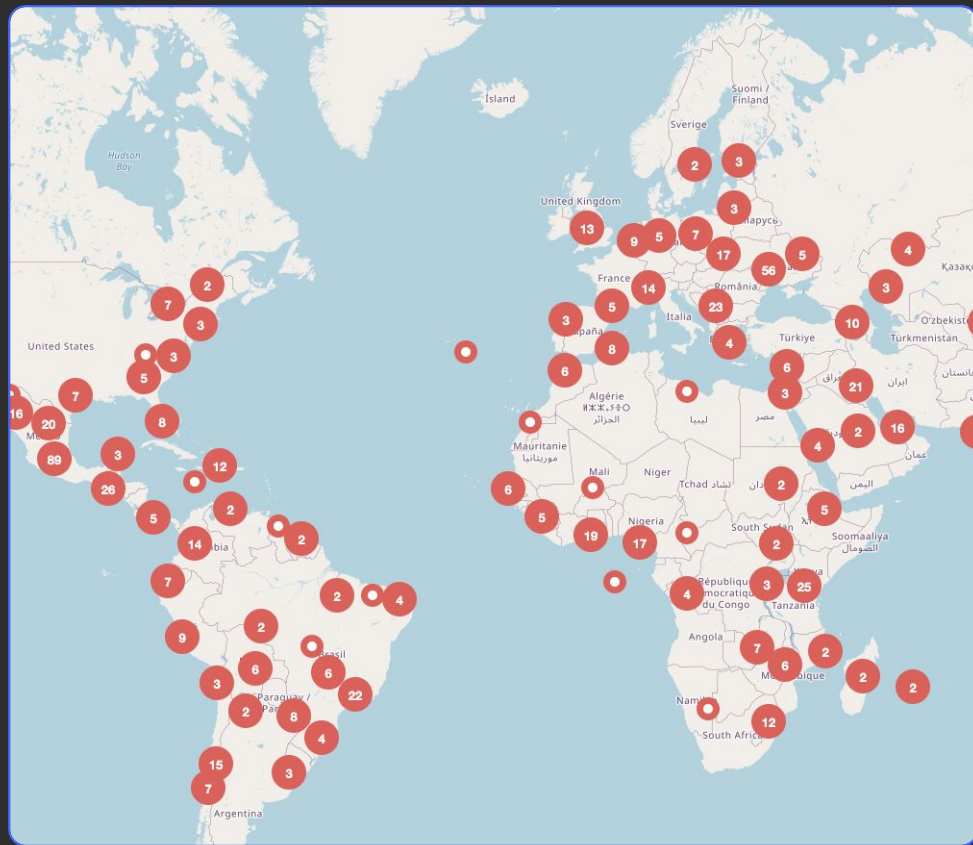 Ísland
Suomi /
Finland
Sverige
Hudson
Bay
2
3
United Kingdom
3
13
9
5
7
17
5
4
56
Қазақ
2
7
3
France
14
România
3
5
23
Italia
10
3
4
Türkiye
Türkmenistan
United States
3
8
5
6
6
7
3
21
ایران
Algérie
ⵍⵣⵣⴰⵢⴻⵔ
الجزائر
ليبيا
مصر
16
20
8
4
2
16
عمان
89
3
12
Mauritanie
موريتانيا
Mali
Niger
Tchad تشاد
2
اليمن
26
6
2
5
5
5
19
Nigeria
17
South Sudan
2
Soomaaliya
الصومال
14
2
7
2
4
4
République
du Congo
3
25
Tanzania
9
2
Angola
7
2
6
6
6
2
2
3
22
Paraguay /
2
8
12
4
South Africa
15
3
7
Argentina